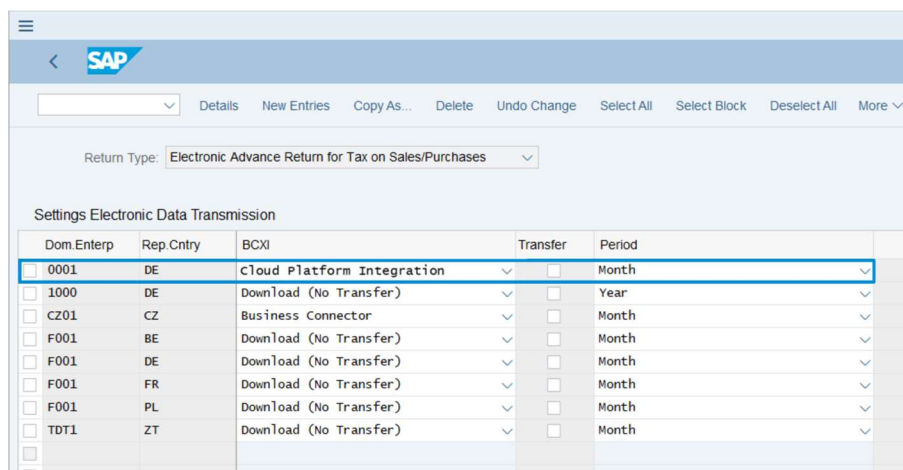 SAP
Details New Entries Copy As... Delete Undo Change Select All Select Block Deselect All More
Return Type: Electronic Advance Return for Tax on Sales/Purchases
Settings Electronic Data Transmission
Dom.Enterp Rep.Cntry BCXI Transfer Period
0001 DE Cloud Platform Integration Month
1000 DE Download (No Transfer) Year
CZ01 CZ Business Connector Month
F001 BE Download (No Transfer) Month
F001 DE Download (No Transfer) Month
F001 FR Download (No Transfer) Month
F001 PL Download (No Transfer) Month
TDT1 ZT Download (No Transfer) Month